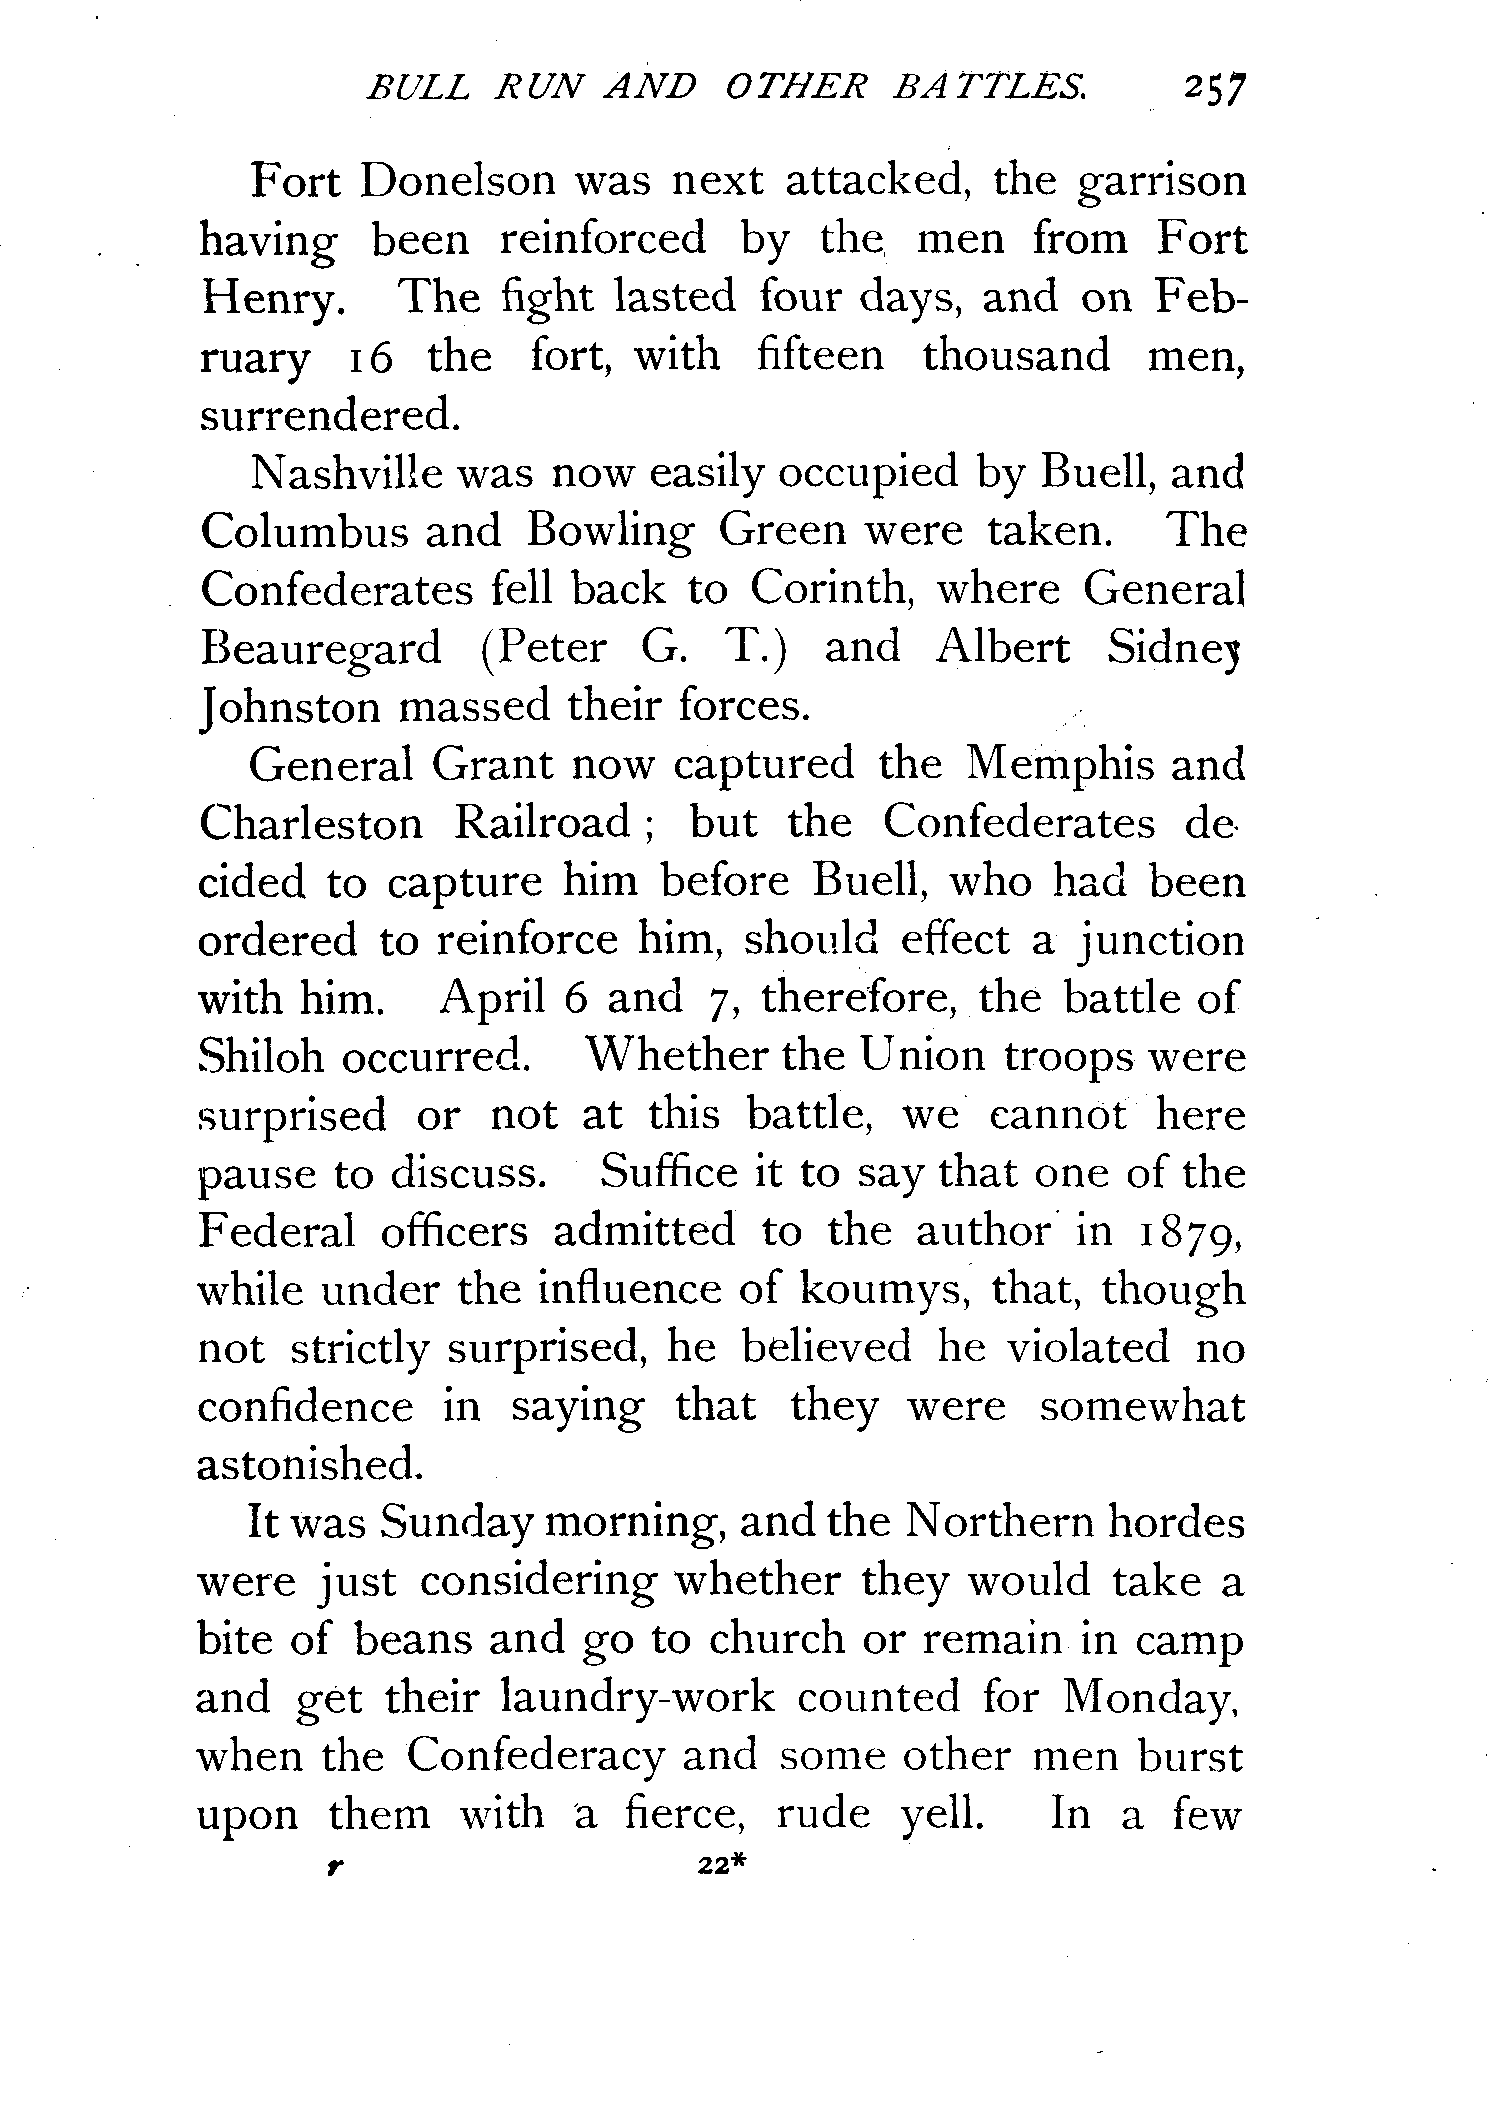 BULL RUN AND OTHER BATTLES. 257
Fort Donelson was next attacked, the garrison
having been reinforced by the men from Fort
Henry. The fight lasted four days, and on Feb-
ruary 16 the fort, with fifteen thousand men,
surrendered.
Nashville was now easily occupied by Buell, and
Columbus and Bowling Green were taken. The
Confederates fell back to Corinth, where General
Beauregard (Peter G. T.) and Albert Sidney
Johnston massed their forces.
General Grant now captured the Memphis and
Charleston Railroad ; but the Confederates de-
cided to capture him before Buell, who had been
ordered to reinforce him, should effect a junction
with him. April 6 and 7, therefore, the battle of
Shiloh occurred. Whether the Union troops were
surprised or not at this battle, we cannot here
pause to discuss. Suffice it to say that one of the
Federal officers admitted to the author in 1879,
while under the influence of koumys, that, though
not strictly surprised, he believed he violated no
confidence in saying that they were somewhat
astonished.
It was Sunday morning, and the Northern hordes
were just considering whether they would take a
bite of beans and go to church or remain in camp
and get their laundry-work counted for Monday,
when the Confederacy and some other men burst
upon them with a fierce, rude yell. In a few
r 22*